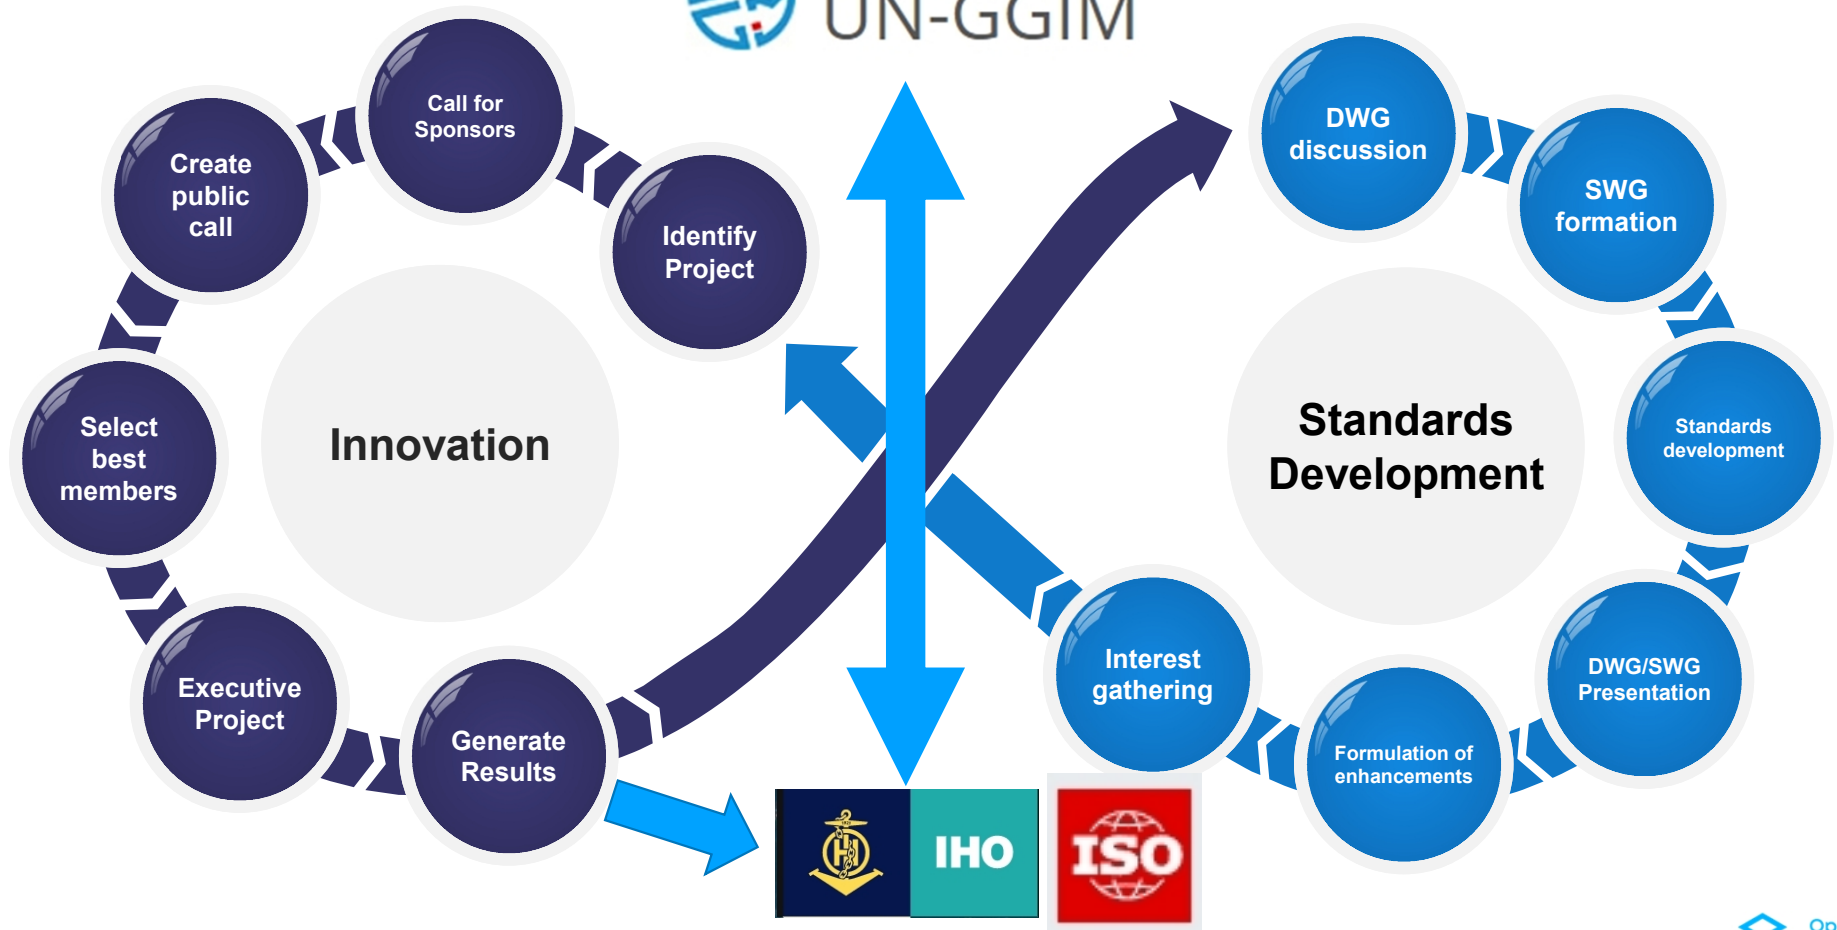 UN-GGIM
Call for
Sponsors
Create
public
call
Identify
Project
Innovation
Select
best
members
Executive
Project
Generate
Results
DWG
discussion
SWG
formation
Standards
Development
Standards
development
DWG/SWG
Presentation
Formulation of
enhancements
Interest
gathering
IHO
ISO